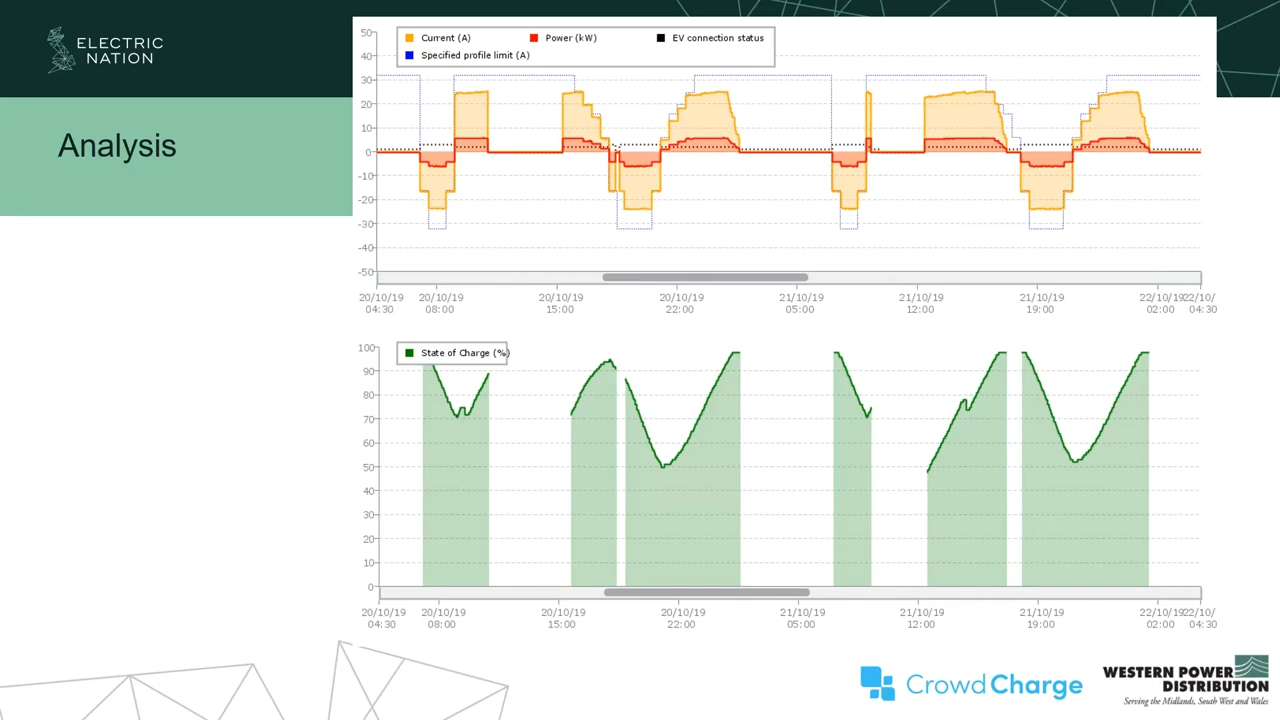 ELECTRIC
NATION
Analysis
Current (A) Power (kW) EV connection status
Specified profile limit (A)
50
40
30
20
10
0
-10
-20
-30
-40
-50
20/10/19 20/10/19 20/10/19 20/10/19 21/10/19 21/10/19 21/10/19 22/10/19 22/10/
04:30 08:00 15:00 22:00 05:00 12:00 19:00 02:00 04:30
State of Charge (%)
100
90
80
70
60
50
40
30
20
10
0
20/10/19 20/10/19 20/10/19 20/10/19 21/10/19 21/10/19 21/10/19 22/10/19 22/10/
04:30 08:00 15:00 22:00 05:00 12:00 19:00 02:00 04:30
CrowdCharge
WESTERN POWER
DISTRIBUTION
Serving the Midlands, South West and Wales